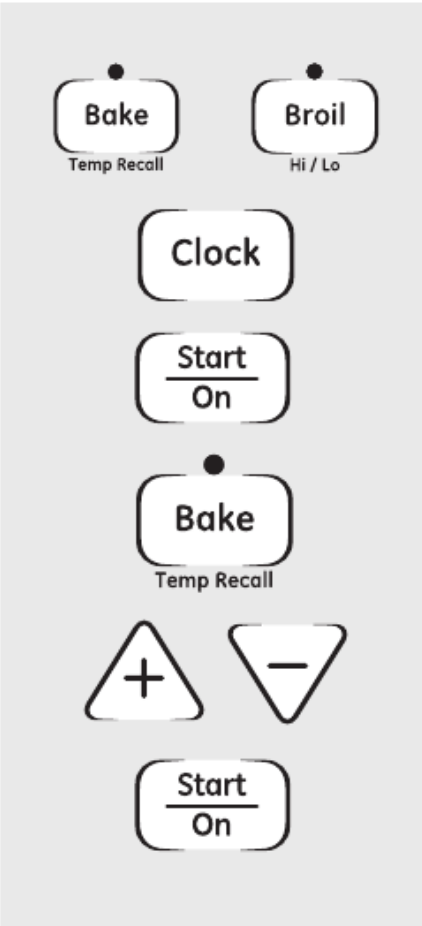 Bake Broil
Temp Recall Hi / Lo
Clock
Start
On
Bake
Temp Recall
+ −
Start
On